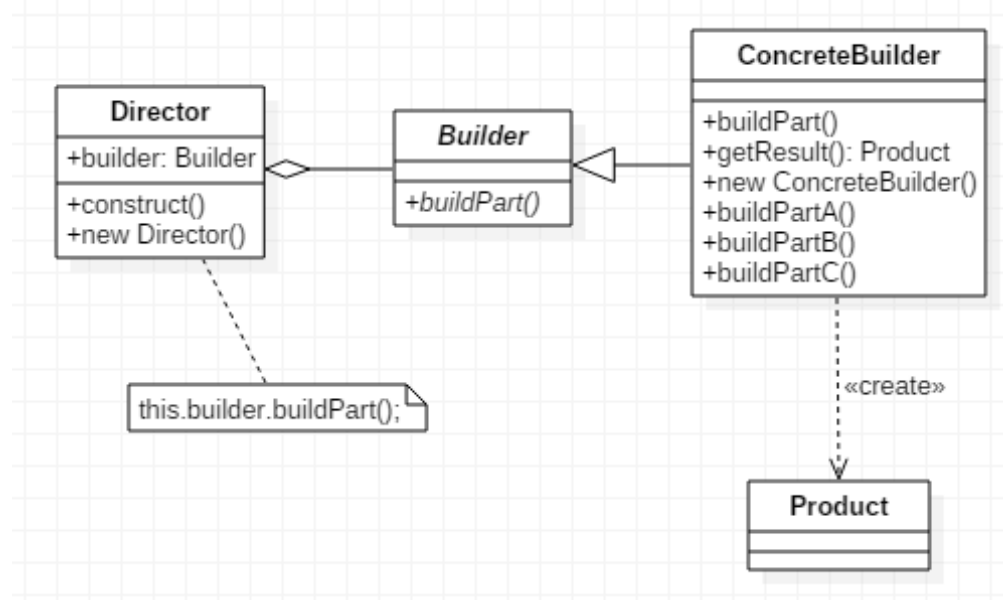 Director
+builder: Builder
+construct()
+new Director()
Builder
+buildPart()
ConcreteBuilder
+buildPart()
+getResult(): Product
+new ConcreteBuilder()
+buildPartA()
+buildPartB()
+buildPartC()
this.builder.buildPart();
«create»
Product